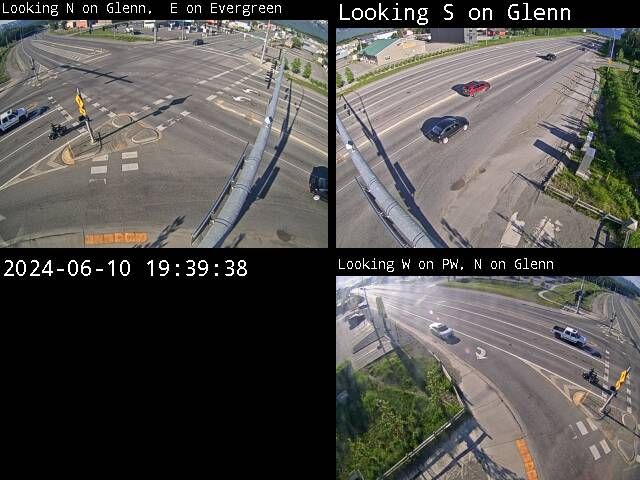 Looking N on Glenn,  E on Evergreen
Looking S on Glenn
2024-06-10 19:39:38
Looking W on PW, N on Glenn